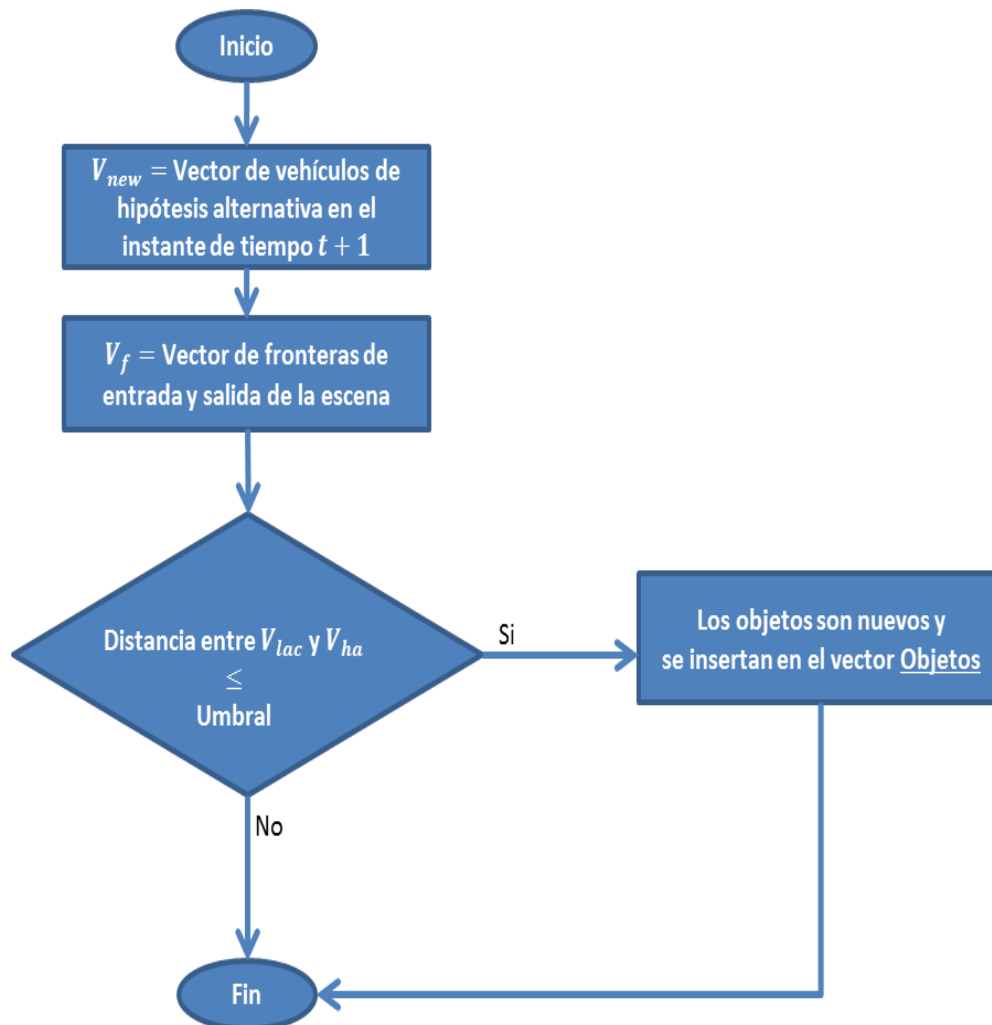 Inicio
V_new = Vector de vehículos de
hipótesis alternativa en el
instante de tiempo t + 1
V_f = Vector de fronteras de
entrada y salida de la escena
Distancia entre V_lac y V_ha
≤
Umbral
Si
Los objetos son nuevos y
se insertan en el vector Objetos
No
Fin